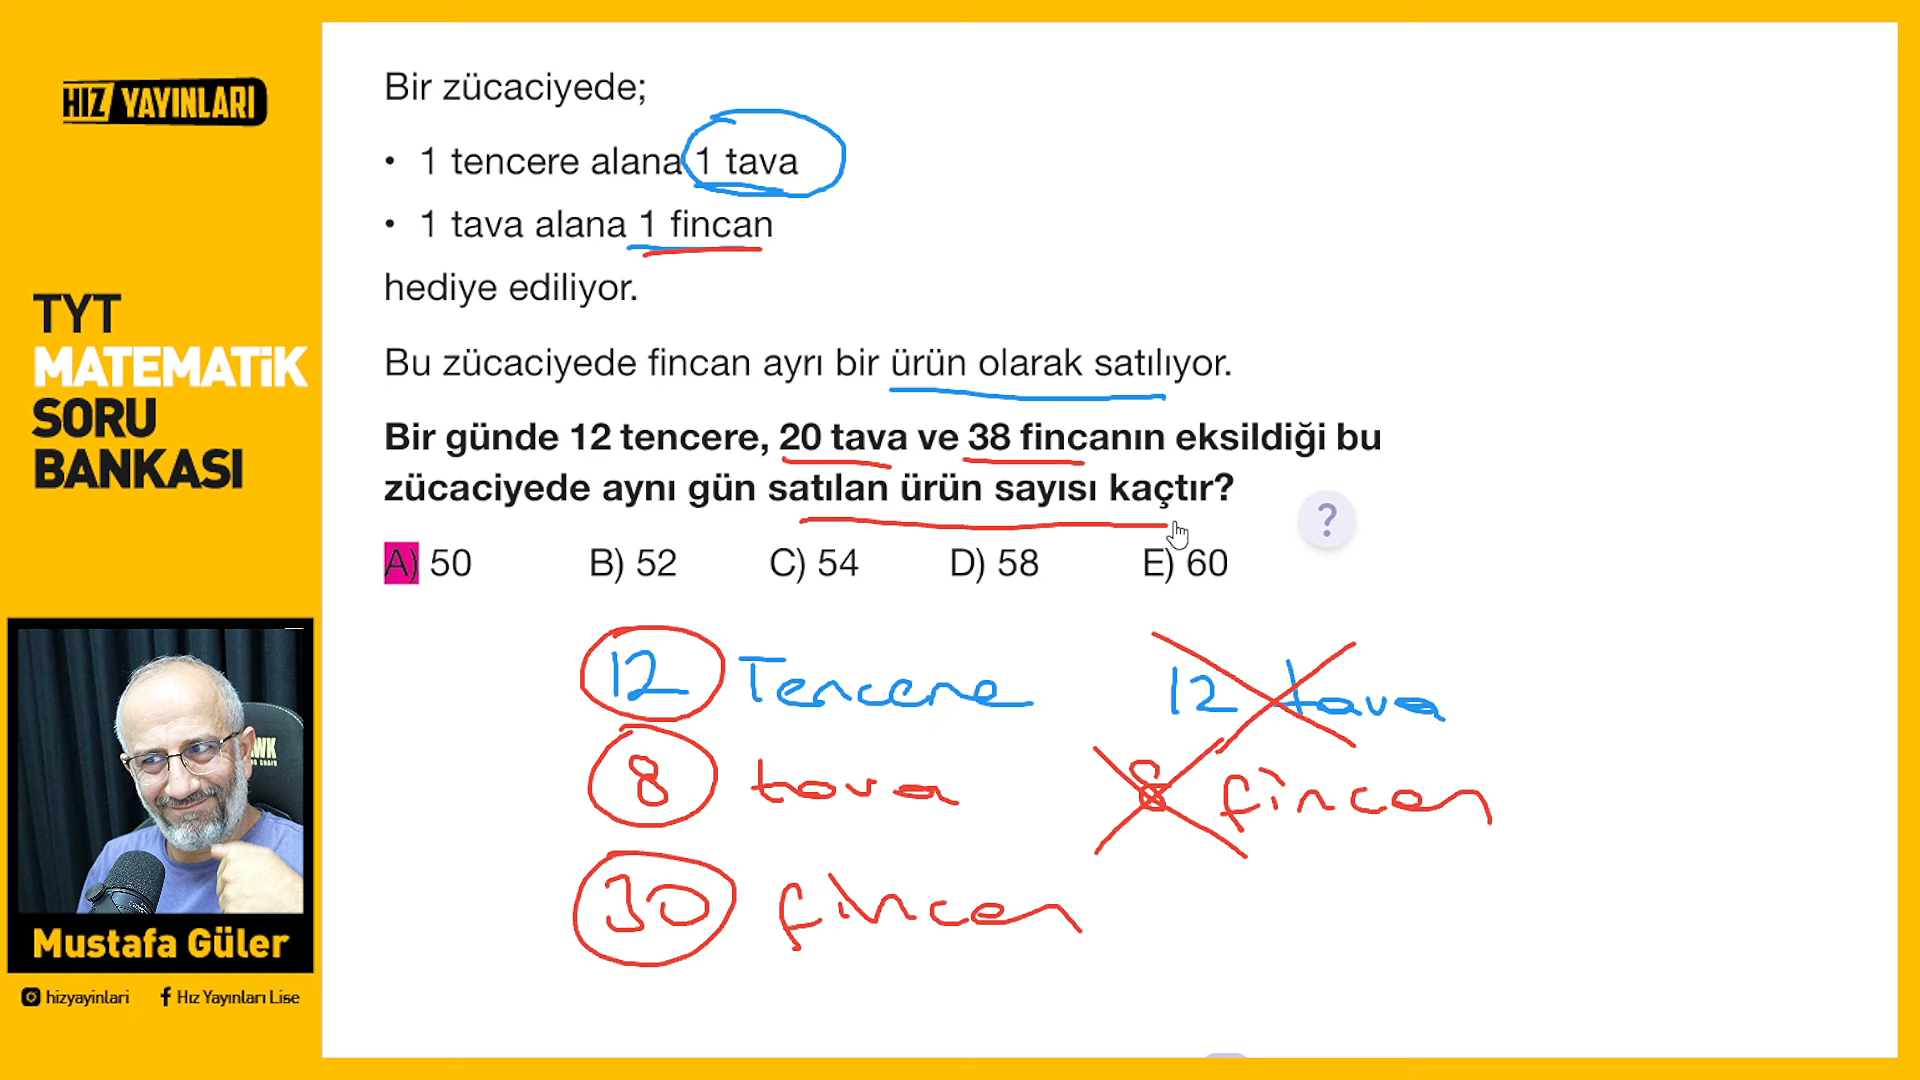 HIZ YAYINLARI
TYT
MATEMATİK
SORU
BANKASI
HAWK
Mustafa Güler
hizyayinlari
Hız Yayınları Lise
Bir zücaciyede;
• 1 tencere alana 1 tava
• 1 tava alana 1 fincan
hediye ediliyor.
Bu zücaciyede fincan ayrı bir ürün olarak satılıyor.
Bir günde 12 tencere, 20 tava ve 38 fincanın eksildiği bu
zücaciyede aynı gün satılan ürün sayısı kaçtır?
?
A) 50 B) 52 C) 54 D) 58 E) 60
12 Tencere 12 tava
8 tava 8 fincan
30 fincan